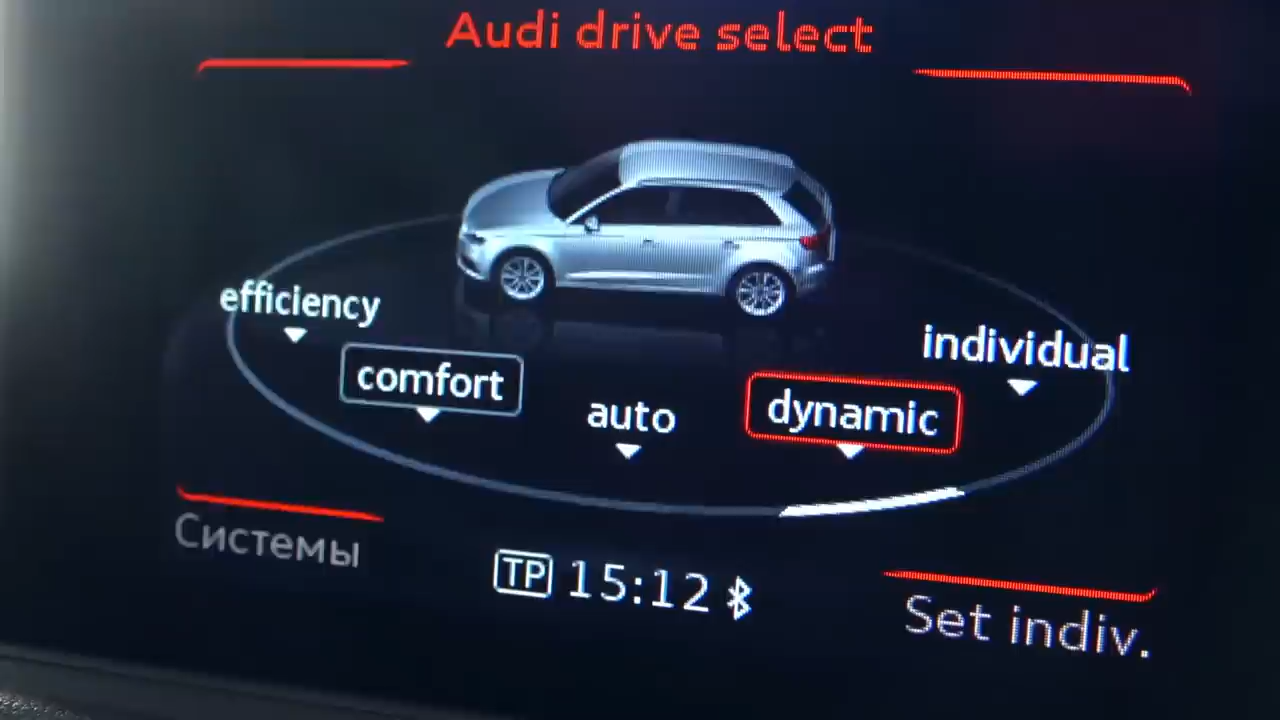 Audi drive select
efficiency
comfort
auto
dynamic
individual
Системы
TP 15:12
Set indiv.